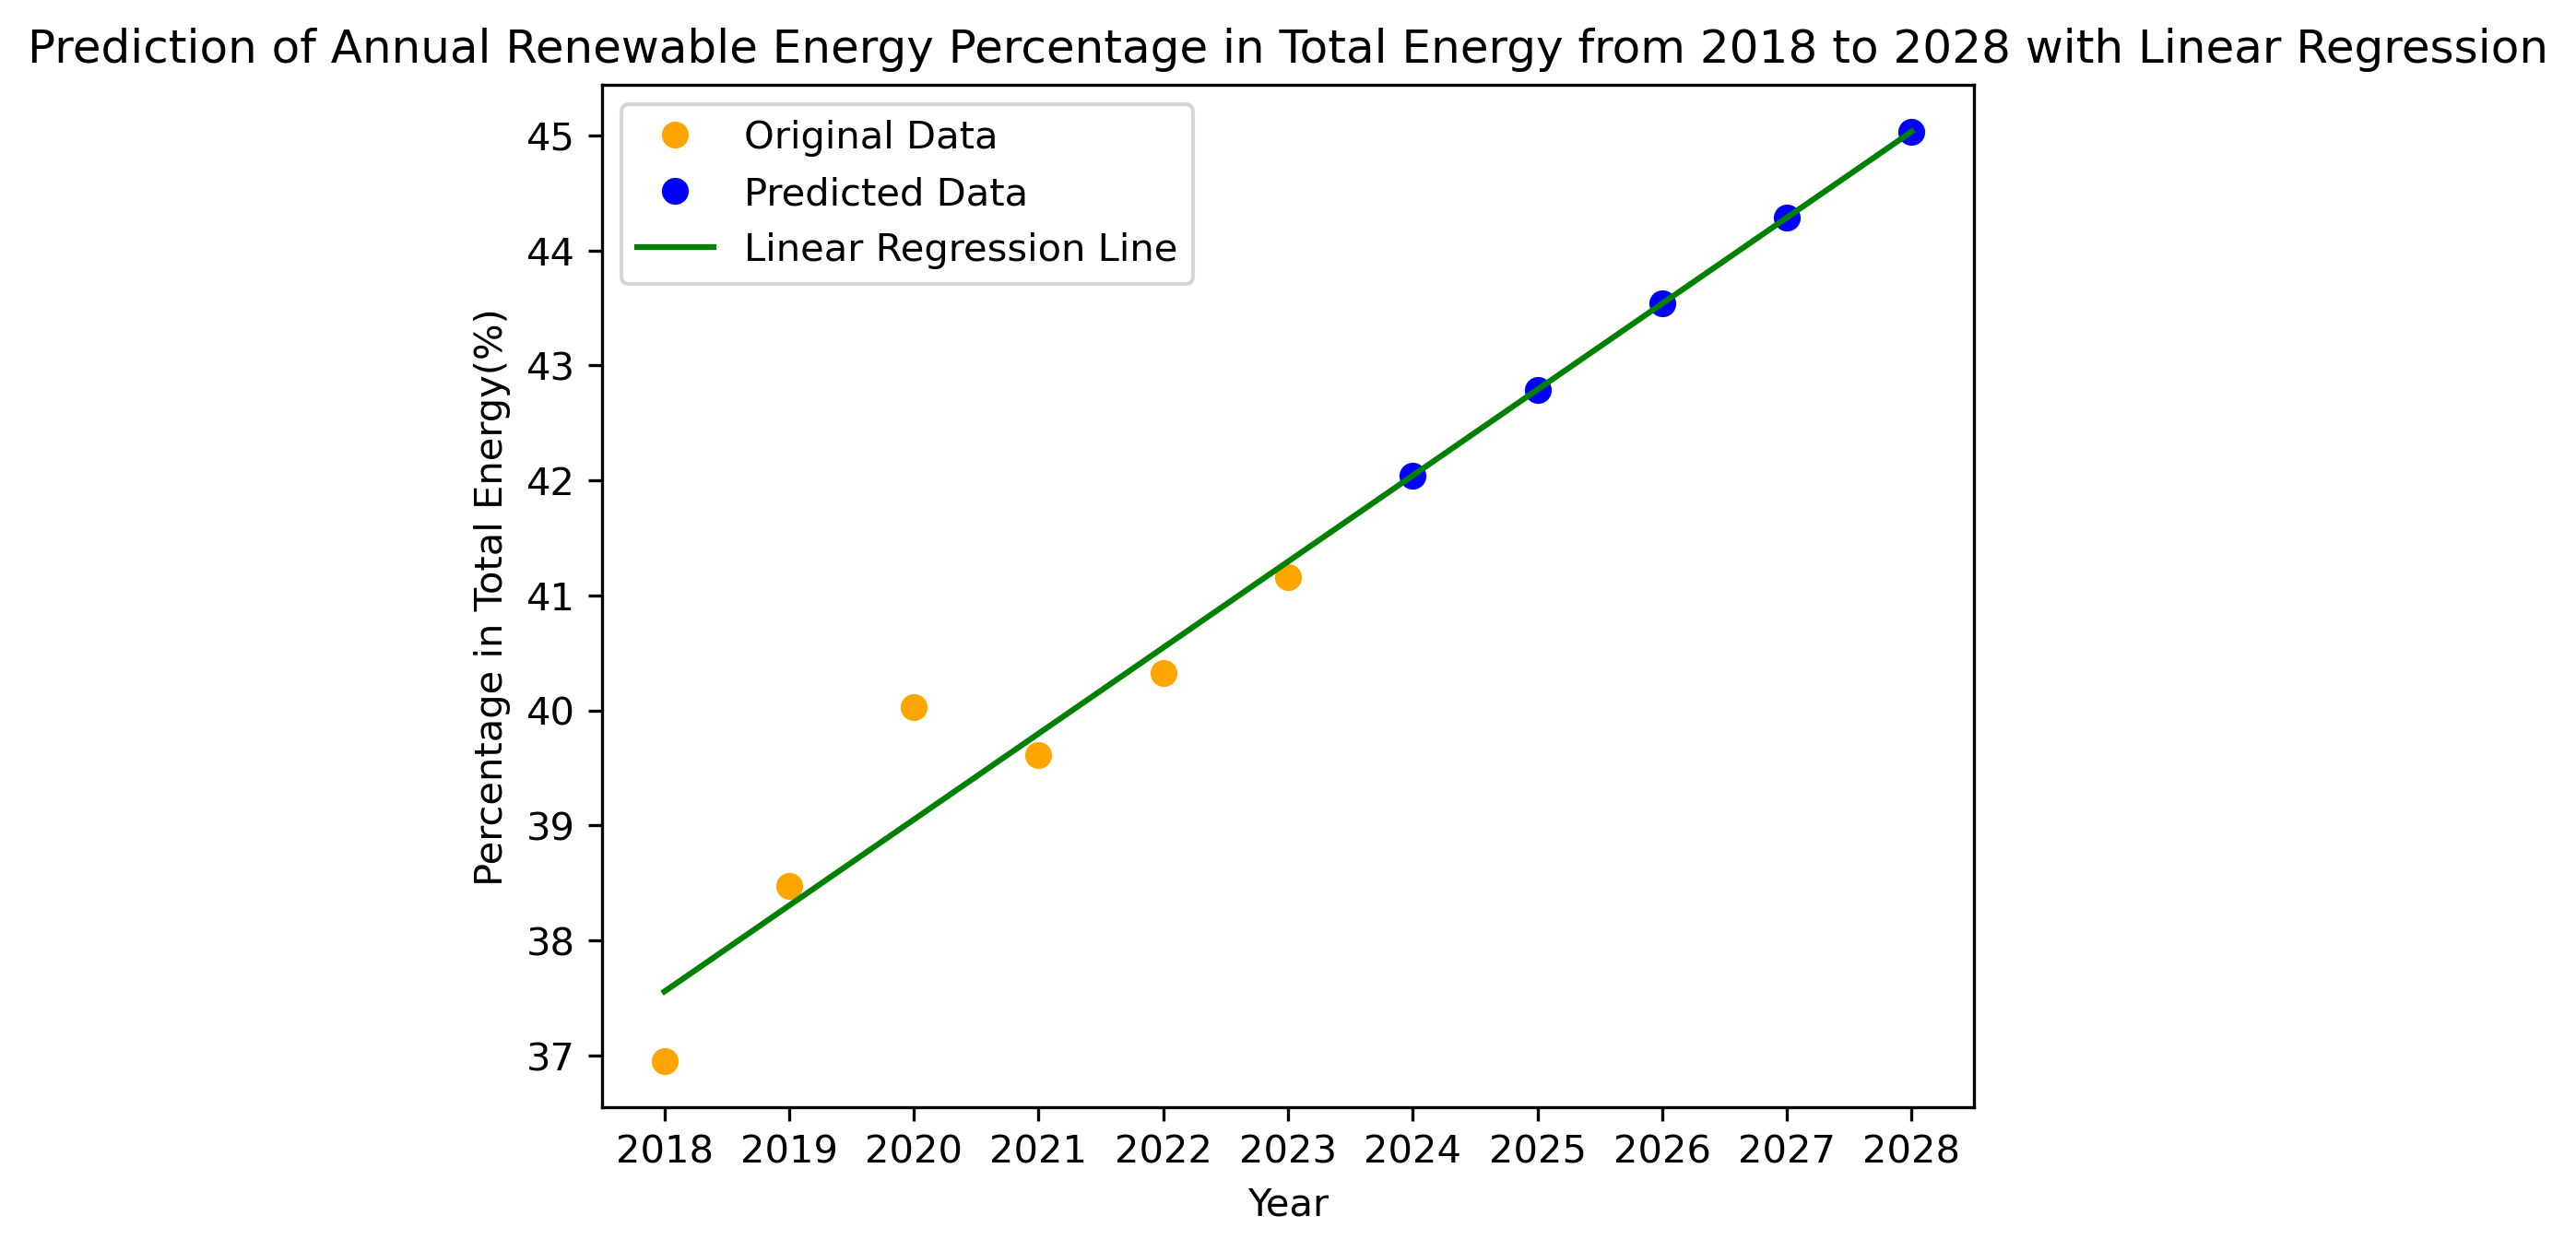 Prediction of Annual Renewable Energy Percentage in Total Energy from 2018 to 2028 with Linear Regression
Original Data
Predicted Data
Linear Regression Line
Percentage in Total Energy(%)
45
44
43
42
41
40
39
38
37
2018 2019 2020 2021 2022 2023 2024 2025 2026 2027 2028
Year